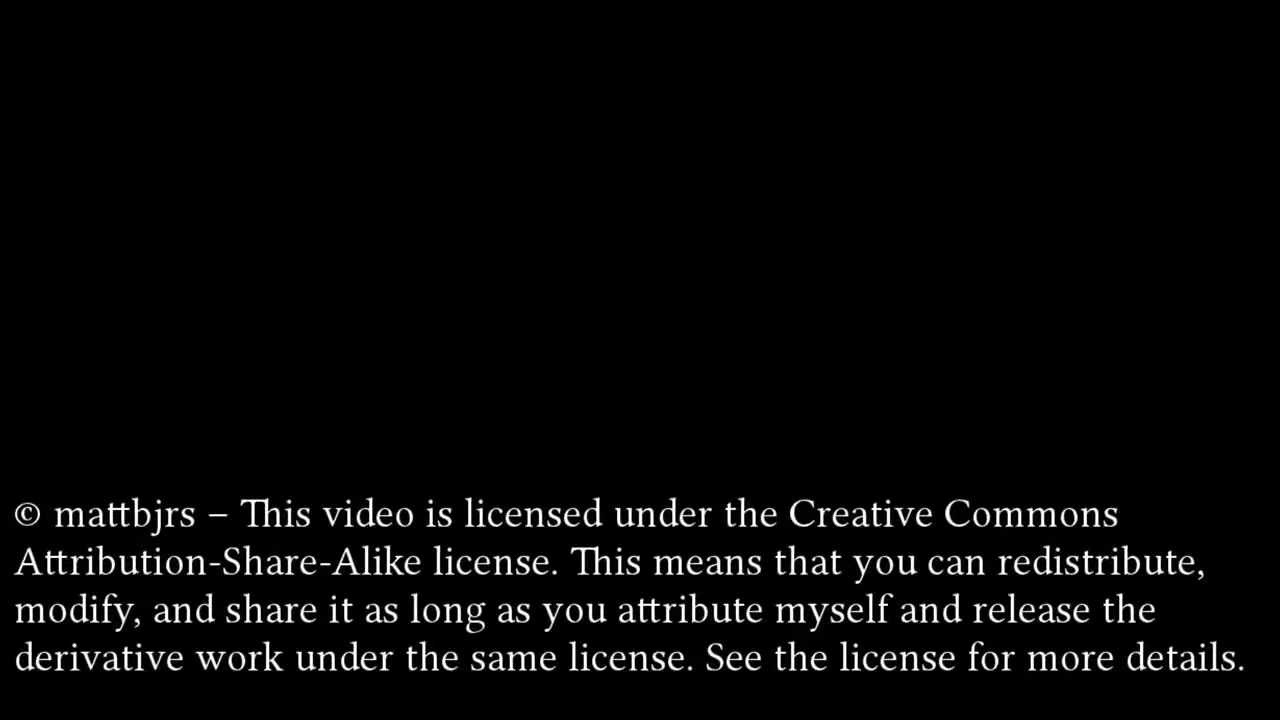 © mattbjrs – This video is licensed under the Creative Commons
Attribution-Share-Alike license. This means that you can redistribute,
modify, and share it as long as you attribute myself and release the
derivative work under the same license. See the license for more details.